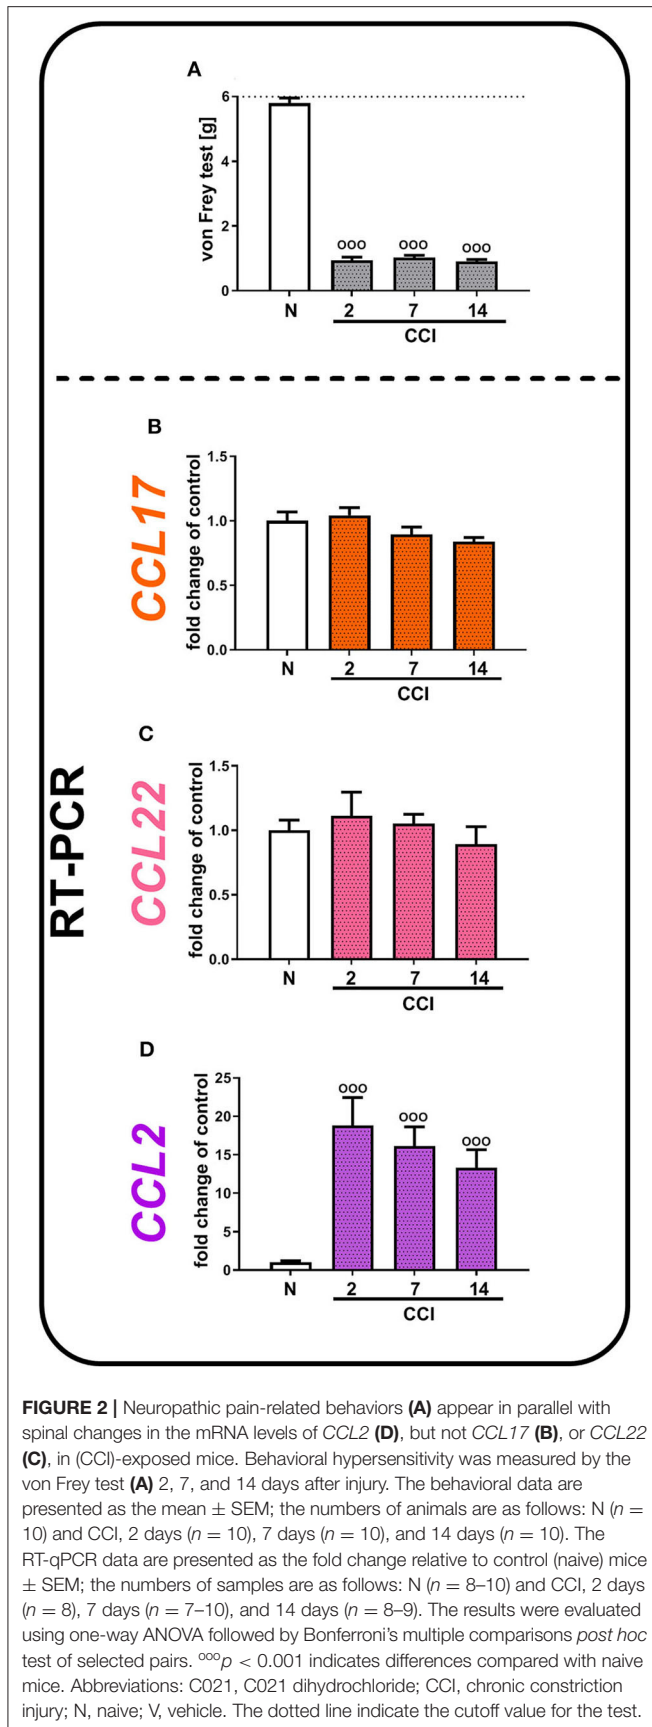 A
von Frey test [g]
6
4
2
0
ooo
ooo
ooo
N
2
7
14
CCI
RT-PCR
B
CCL17
fold change of control
1.5
1.0
0.5
0.0
N
2
7
14
CCI
C
CCL22
fold change of control
1.5
1.0
0.5
0.0
N
2
7
14
CCI
D
CCL2
fold change of control
25
20
15
10
5
0
ooo
ooo
ooo
N
2
7
14
CCI
FIGURE 2 | Neuropathic pain-related behaviors (A) appear in parallel with
spinal changes in the mRNA levels of CCL2 (D), but not CCL17 (B), or CCL22
(C), in (CCI)-exposed mice. Behavioral hypersensitivity was measured by the
von Frey test (A) 2, 7, and 14 days after injury. The behavioral data are
presented as the mean ± SEM; the numbers of animals are as follows: N (n =
10) and CCI, 2 days (n = 10), 7 days (n = 10), and 14 days (n = 10). The
RT-qPCR data are presented as the fold change relative to control (naive) mice
± SEM; the numbers of samples are as follows: N (n = 8–10) and CCI, 2 days
(n = 8), 7 days (n = 7–10), and 14 days (n = 8–9). The results were evaluated
using one-way ANOVA followed by Bonferroni's multiple comparisons post hoc
test of selected pairs. ooop < 0.001 indicates differences compared with naive
mice. Abbreviations: C021, C021 dihydrochloride; CCI, chronic constriction
injury; N, naive; V, vehicle. The dotted line indicate the cutoff value for the test.